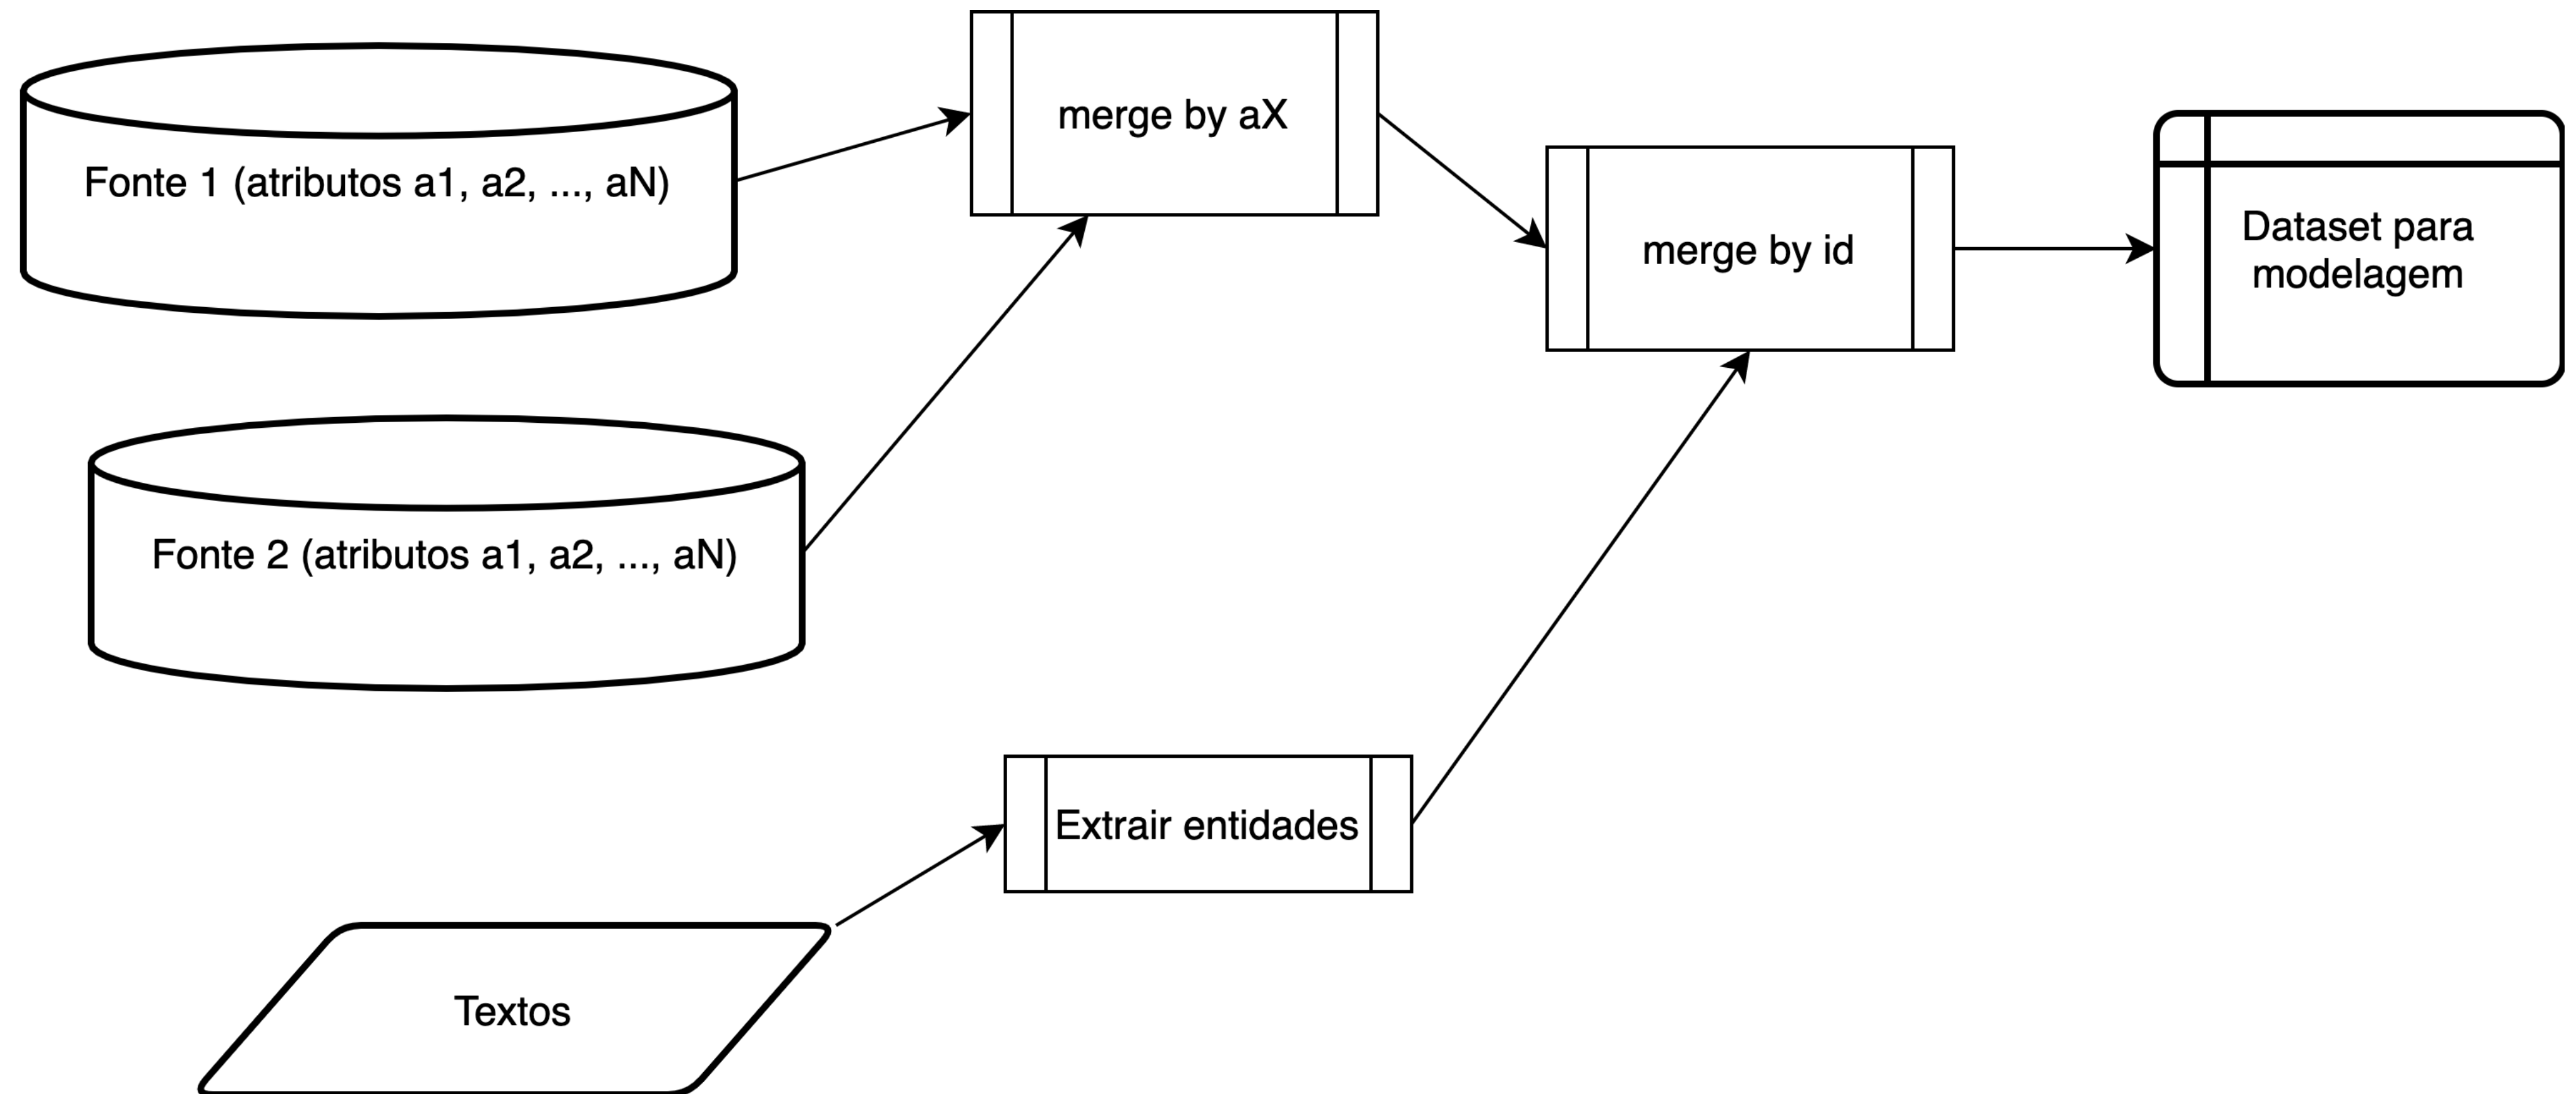 merge by aX
Fonte 1 (atributos a1, a2, ..., aN)
merge by id
Dataset para
modelagem
Fonte 2 (atributos a1, a2, ..., aN)
Extrair entidades
Textos